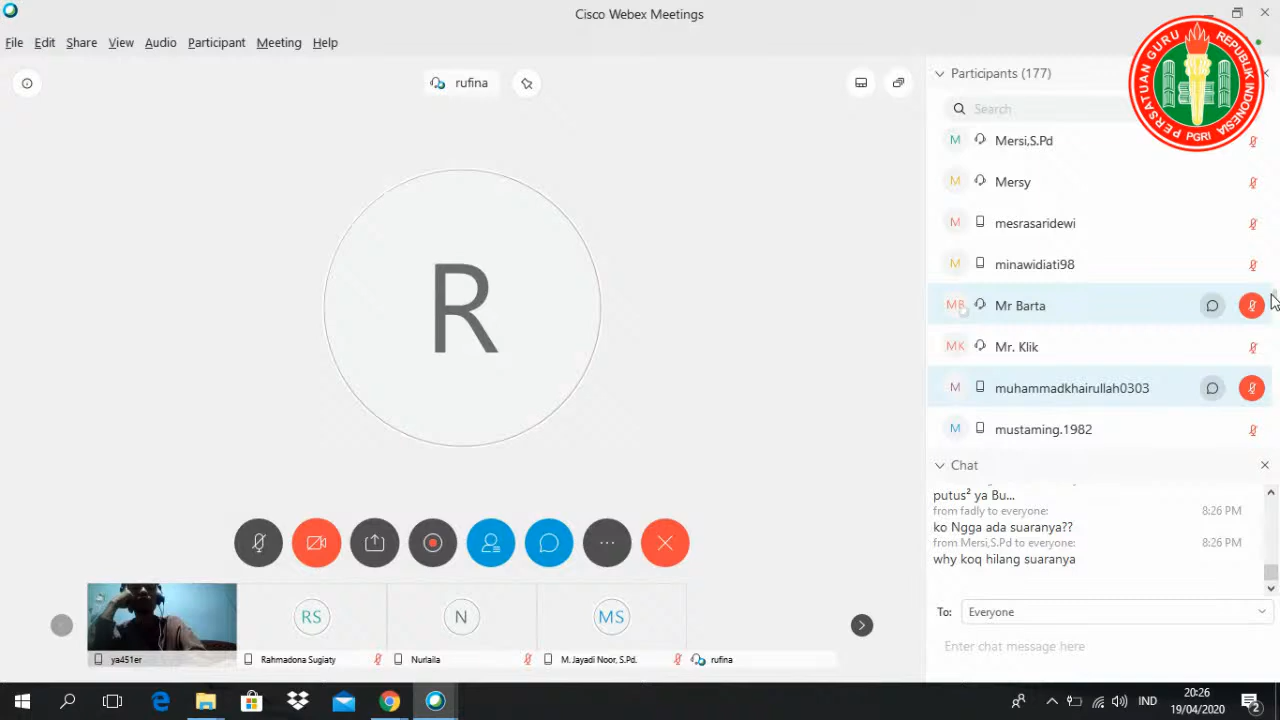 Cisco Webex Meetings
File Edit Share View Audio Participant Meeting Help
PERSATUAN GURU REPUBLIK INDONESIA
PGRI
rufina
R
Participants (177)
Search
M Mersi,S.Pd
M Mersy
M mesrasaridewi
M minawidiati98
MB Mr Barta
MK Mr. Klik
M muhammadkhairullah0303
M mustaming.1982
Chat
putus² ya Bu...
from fadly to everyone: 8:26 PM
ko Ngga ada suaranya??
from Mersi,S.Pd to everyone: 8:26 PM
why koq hilang suaranya
To: Everyone
Enter chat message here
RS N MS
ya451er Rahmadona Sugiaty Nurlaila M. Jayadi Noor, S.Pd. rufina
IND
20:26
19/04/2020
2